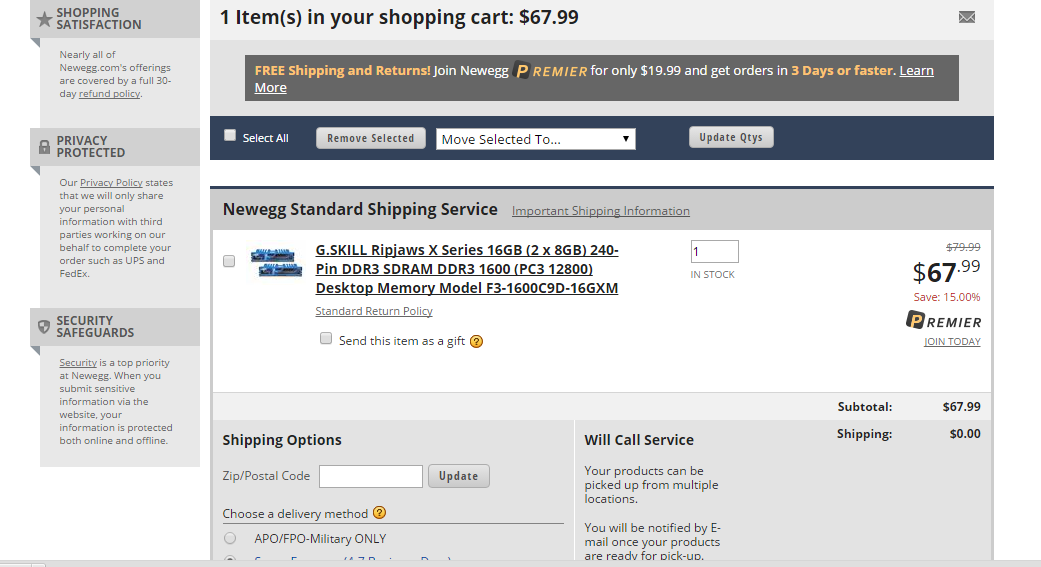 SHOPPING
SATISFACTION
Nearly all of
Newegg.com's offerings
are covered by a full 30-
day refund policy.
PRIVACY
PROTECTED
Our Privacy Policy states
that we will only share
your personal
information with third
parties working on our
behalf to complete your
order such as UPS and
FedEx.
SECURITY
SAFEGUARDS
Security is a top priority
at Newegg. When you
submit sensitive
information via the
website, your
information is protected
both online and offline.
1 Item(s) in your shopping cart: $67.99
FREE Shipping and Returns! Join Newegg PREMIER for only $19.99 and get orders in 3 Days or faster. Learn
More
Select All Remove Selected Move Selected To... Update Qtys
Newegg Standard Shipping Service Important Shipping Information
G.SKILL Ripjaws X Series 16GB (2 x 8GB) 240-
Pin DDR3 SDRAM DDR3 1600 (PC3 12800)
Desktop Memory Model F3-1600C9D-16GXM
Standard Return Policy
Send this item as a gift ?
1
IN STOCK
$79.99
$67.99
Save: 15.00%
PREMIER
JOIN TODAY
Subtotal: $67.99
Shipping: $0.00
Shipping Options
Zip/Postal Code Update
Choose a delivery method ?
APO/FPO-Military ONLY
Will Call Service
Your products can be
picked up from multiple
locations.
You will be notified by E-
mail once your products
are ready for pick-up.